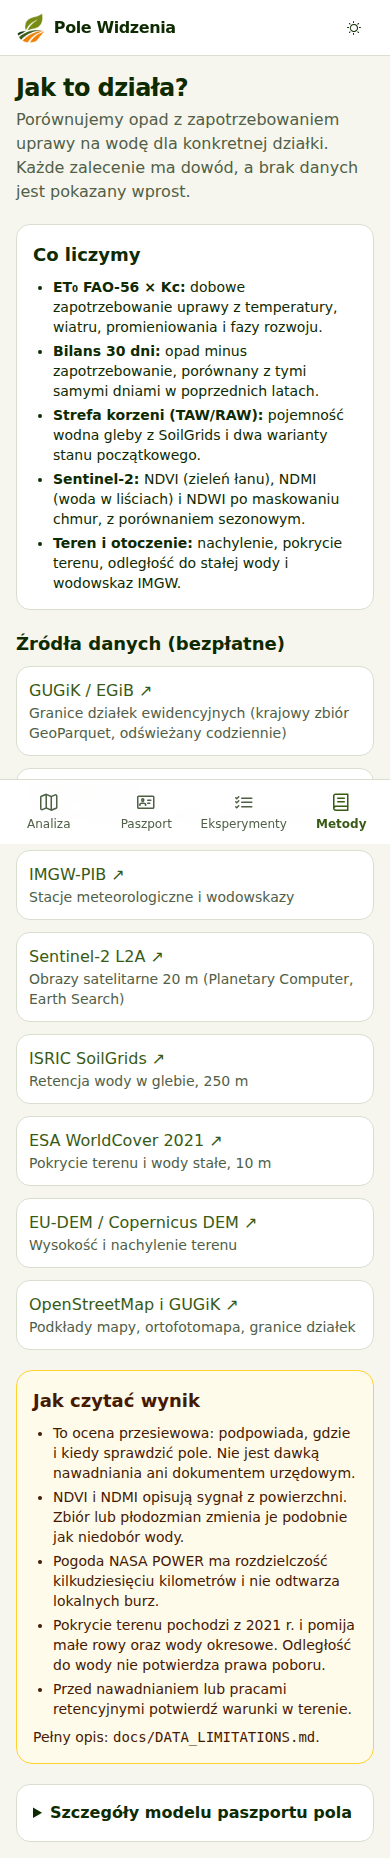 Pole Widzenia
Jak to działa?
Porównujemy opad z zapotrzebowaniem
uprawy na wodę dla konkretnej działki.
Każde zalecenie ma dowód, a brak danych
jest pokazany wprost.
Co liczymy
• ET₀ FAO-56 × Kc: dobowe
zapotrzebowanie uprawy z temperatury,
wiatru, promieniowania i fazy rozwoju.
• Bilans 30 dni: opad minus
zapotrzebowanie, porównany z tymi
samymi dniami w poprzednich latach.
• Strefa korzeni (TAW/RAW): pojemność
wodna gleby z SoilGrids i dwa warianty
stanu początkowego.
• Sentinel-2: NDVI (zieleń łanu), NDMI
(woda w liściach) i NDWI po maskowaniu
chmur, z porównaniem sezonowym.
• Teren i otoczenie: nachylenie, pokrycie
terenu, odległość do stałej wody i
wodowskaz IMGW.
Źródła danych (bezpłatne)
GUGiK / EGiB ↗
Granice działek ewidencyjnych (krajowy zbiór
GeoParquet, odświeżany codziennie)
Analiza
Paszport
Eksperymenty
Metody
IMGW-PIB ↗
Stacje meteorologiczne i wodowskazy
Sentinel-2 L2A ↗
Obrazy satelitarne 20 m (Planetary Computer,
Earth Search)
ISRIC SoilGrids ↗
Retencja wody w glebie, 250 m
ESA WorldCover 2021 ↗
Pokrycie terenu i wody stałe, 10 m
EU-DEM / Copernicus DEM ↗
Wysokość i nachylenie terenu
OpenStreetMap i GUGiK ↗
Podkłady mapy, ortofotomapa, granice działek
Jak czytać wynik
• To ocena przesiewowa: podpowiada, gdzie
i kiedy sprawdzić pole. Nie jest dawką
nawadniania ani dokumentem urzędowym.
• NDVI i NDMI opisują sygnał z powierzchni.
Zbiór lub płodozmian zmienia je podobnie
jak niedobór wody.
• Pogoda NASA POWER ma rozdzielczość
kilkudziesięciu kilometrów i nie odtwarza
lokalnych burz.
• Pokrycie terenu pochodzi z 2021 r. i pomija
małe rowy oraz wody okresowe. Odległość
do wody nie potwierdza prawa poboru.
• Przed nawadnianiem lub pracami
retencyjnymi potwierdź warunki w terenie.
Pełny opis: docs/DATA_LIMITATIONS.md.
▶ Szczegóły modelu paszportu pola